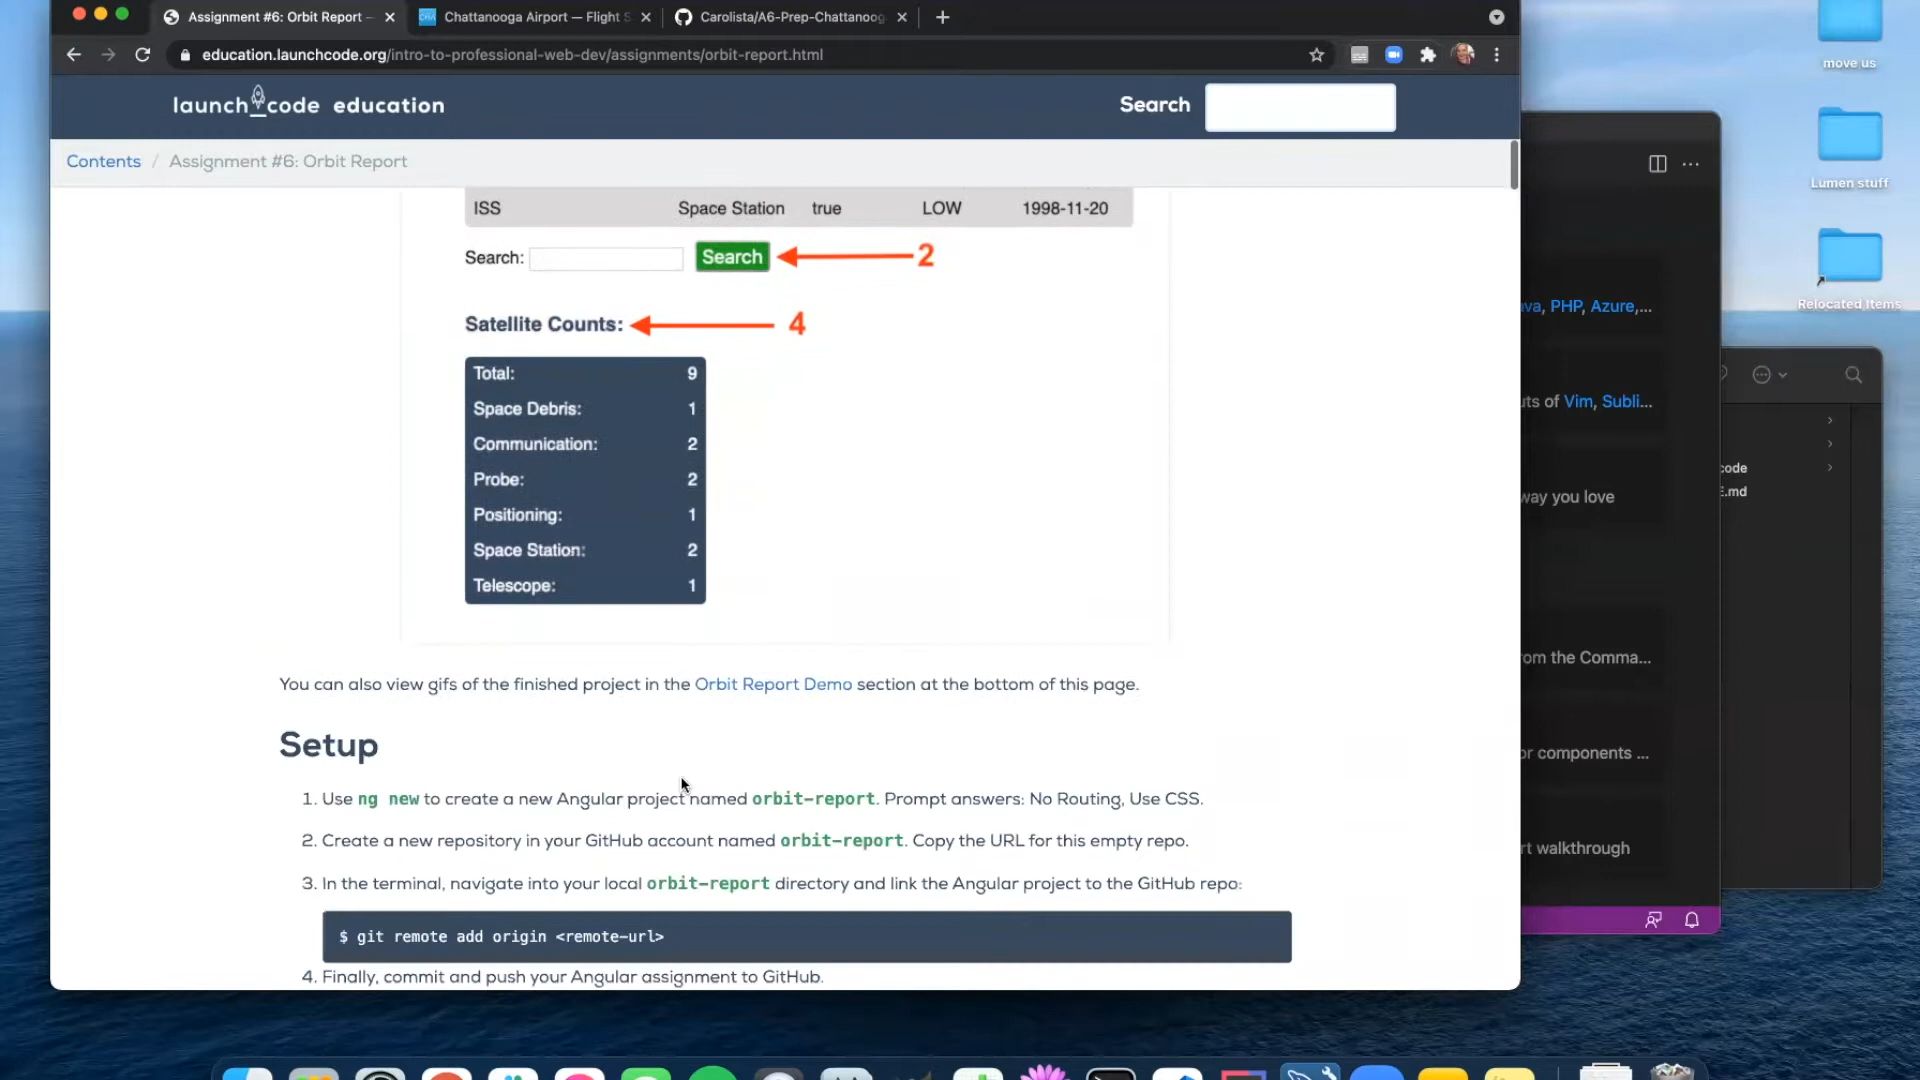 Assignment #6: Orbit Report –
Chattanooga Airport — Flight S
Carolista/A6-Prep-Chattanoog
education.launchcode.org/intro-to-professional-web-dev/assignments/orbit-report.html
launch code education
Search
Contents / Assignment #6: Orbit Report
ISS Space Station true LOW 1998-11-20
Search: Search 2
Satellite Counts: 4
Total: 9
Space Debris: 1
Communication: 2
Probe: 2
Positioning: 1
Space Station: 2
Telescope: 1
You can also view gifs of the finished project in the Orbit Report Demo section at the bottom of this page.
Setup
1. Use ng new to create a new Angular project named orbit-report. Prompt answers: No Routing, Use CSS.
2. Create a new repository in your GitHub account named orbit-report. Copy the URL for this empty repo.
3. In the terminal, navigate into your local orbit-report directory and link the Angular project to the GitHub repo:
$ git remote add origin <remote-url>
4. Finally, commit and push your Angular assignment to GitHub.
move us
Lumen stuff
Relocated Items
PHP, Azure,...
uts of Vim, Subli...
way you love
om the Comma...
or components ...
rt walkthrough
code
E.md